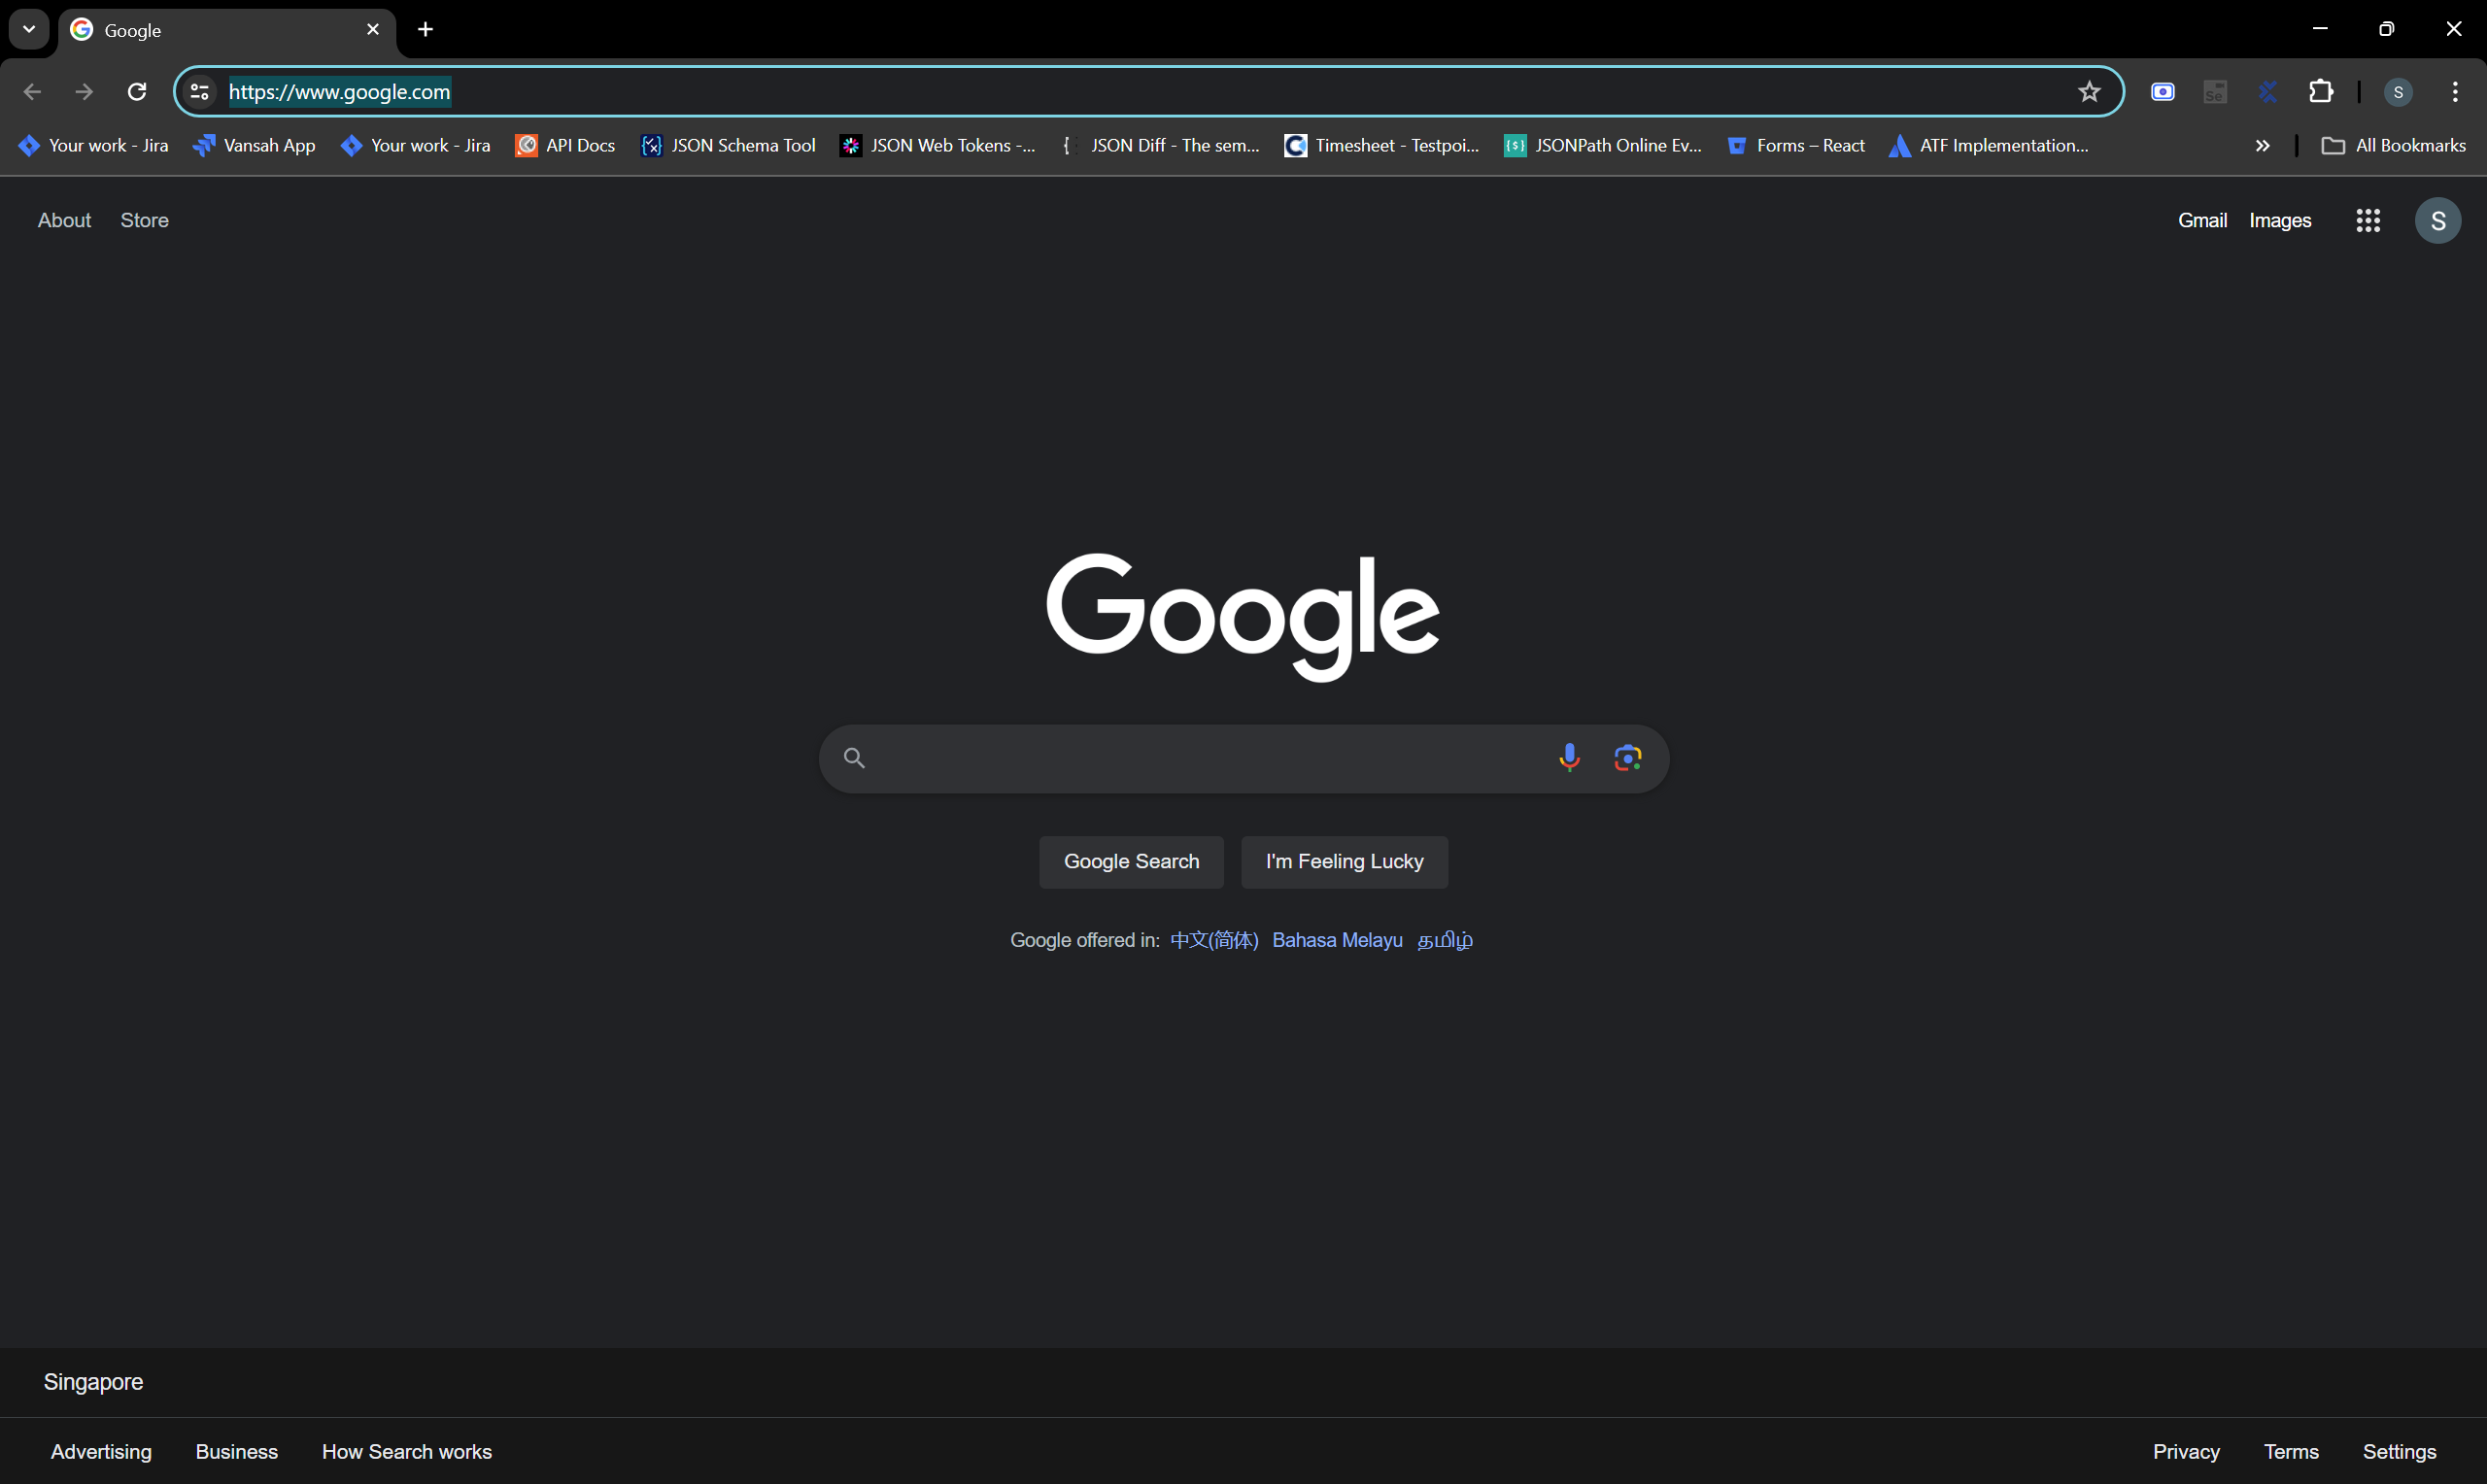 Google
https://www.google.com
Se
S
Your work - Jira
Vansah App
Your work - Jira
API Docs
JSON Schema Tool
JSON Web Tokens -...
JSON Diff - The sem...
Timesheet - Testpoi...
JSONPath Online Ev...
Forms – React
ATF Implementation...
All Bookmarks
About Store
Gmail Images
S
Google
Google Search
I'm Feeling Lucky
Google offered in: 中文(简体) Bahasa Melayu தமிழ்
Singapore
Advertising Business How Search works
Privacy Terms Settings